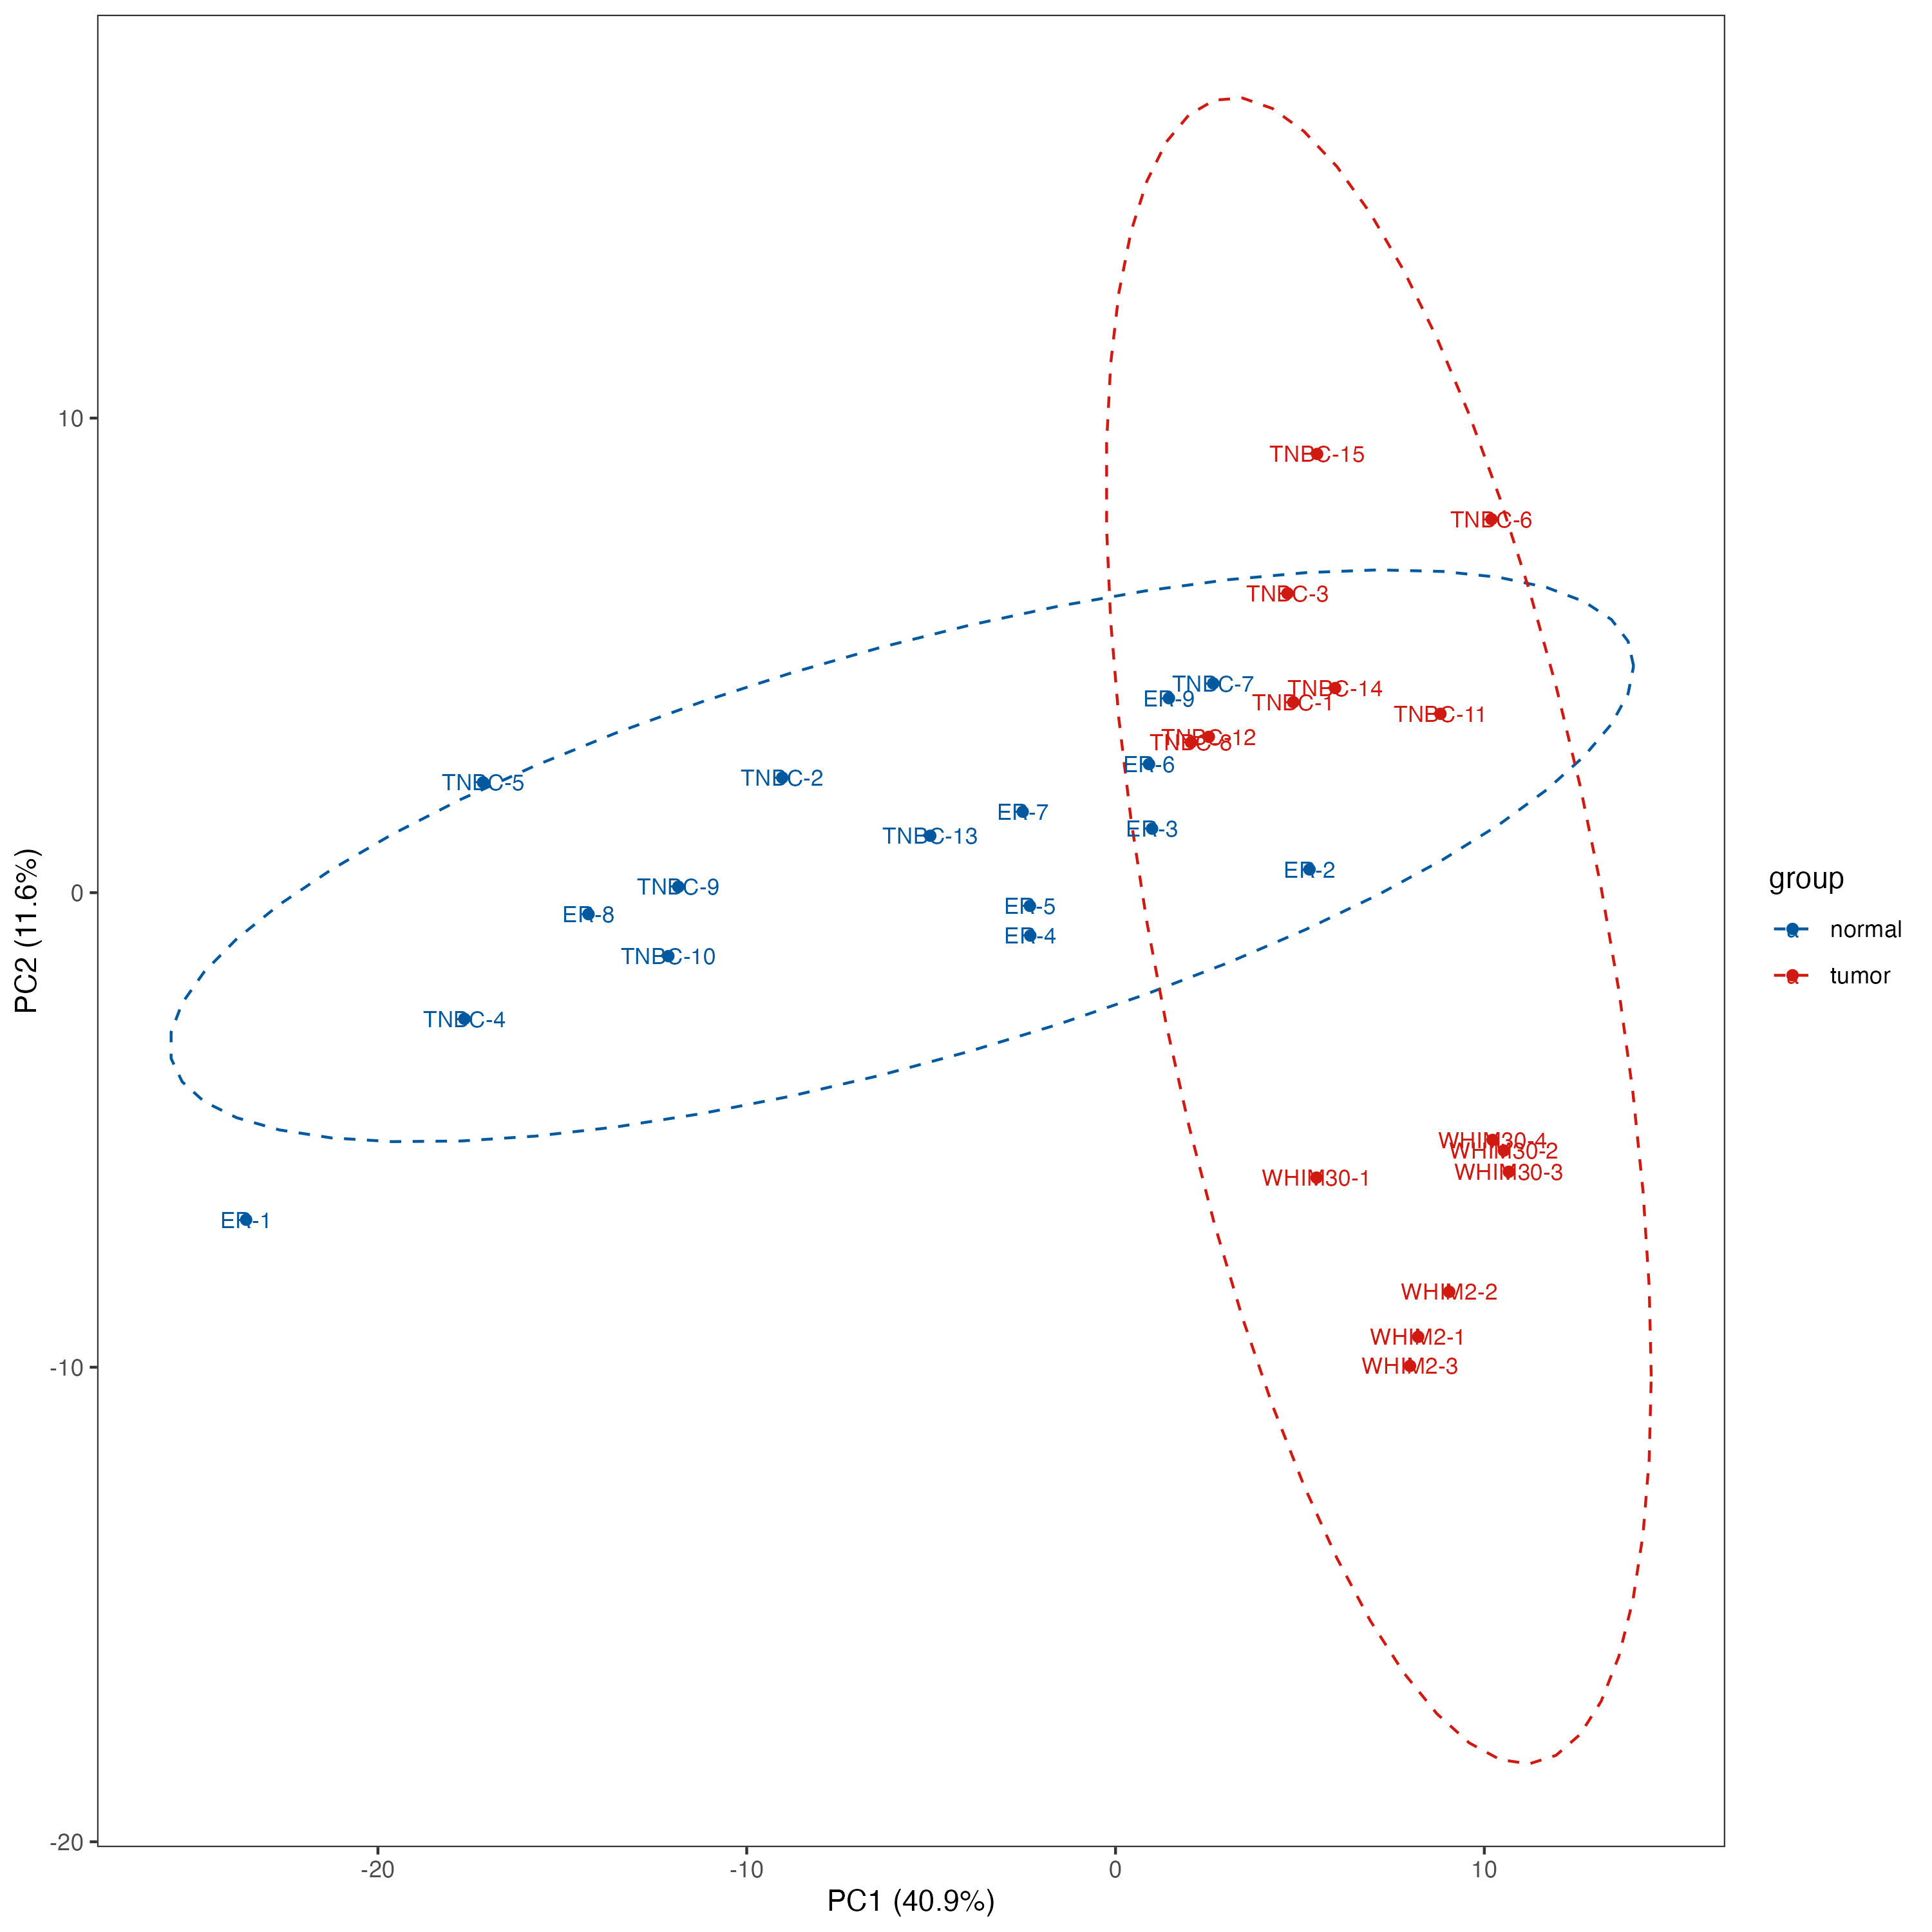 10
0
-10
-20
PC2 (11.6%)
TNBC-15
TNBC-6
TNBC-3
TNBC-7
TNBC-14
ER-9
TNBC-1
TNBC-11
TNBC-12
TNBC-8
ER-6
TNBC-5
TNBC-2
ER-7
ER-3
TNBC-13
ER-2
TNBC-9
ER-5
ER-8
ER-4
TNBC-10
TNBC-4
WHIM30-4
WHIM30-2
WHIM30-3
WHIM30-1
ER-1
WHIM2-2
WHIM2-1
WHIM2-3
group
a normal
a tumor
-20
-10
0
10
PC1 (40.9%)